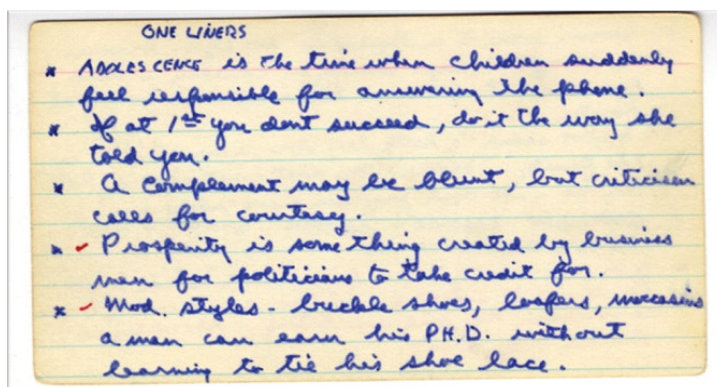 ONE LINERS
* ADOLESCENCE is the time when children suddenly
feel responsible for answering the phone.
* If at 1st you dont succeed, do it the way she
told you.
* A complement may be blunt, but criticism
calls for courtesy.
* ✓ Prosperity is some thing created by business
men for politicians to take credit for.
* ✓ Mod. styles - buckle shoes, loafers, moccasins
a man can earn his PH.D. without
learning to tie his shoe lace.